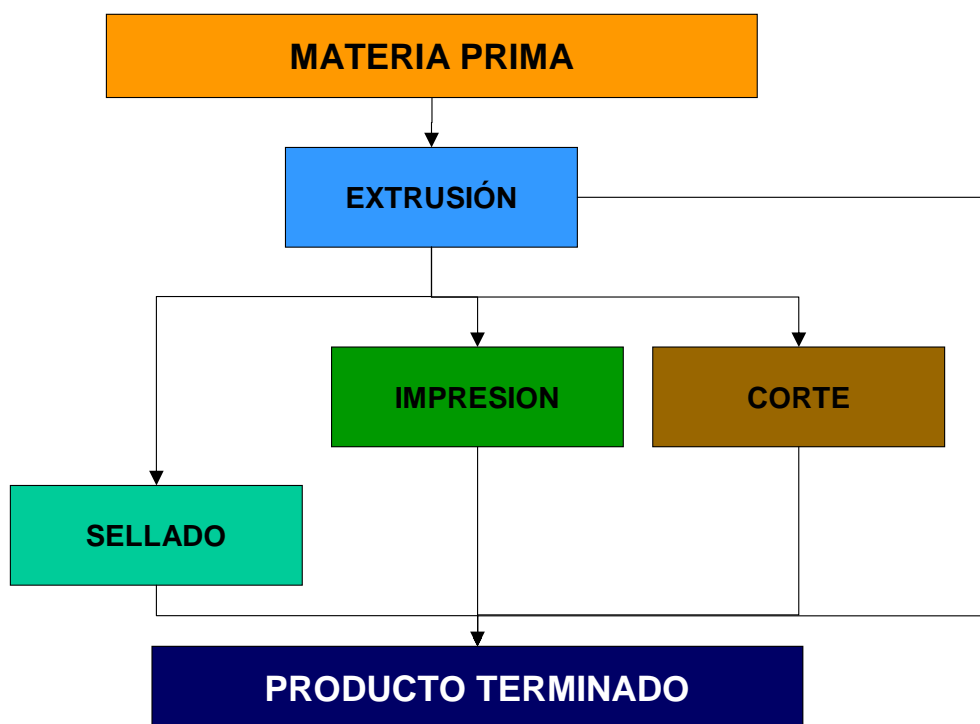 MATERIA PRIMA
EXTRUSIÓN
IMPRESION
CORTE
SELLADO
PRODUCTO TERMINADO